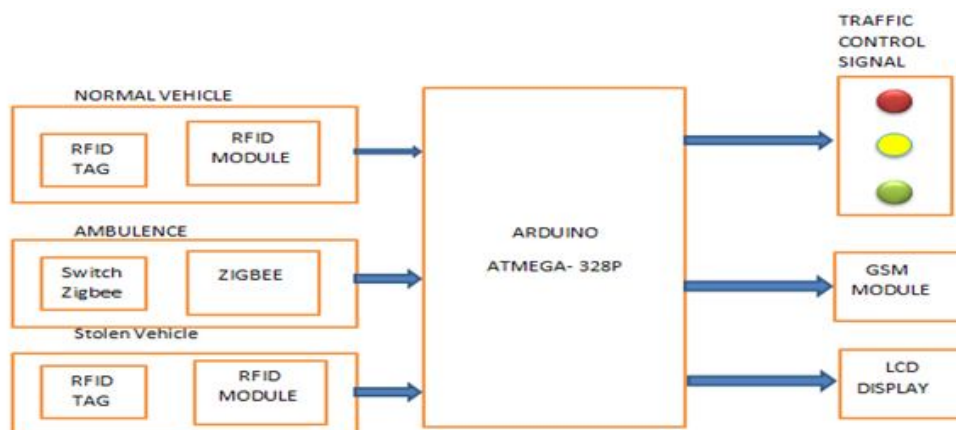 TRAFFIC
CONTROL
SIGNAL
NORMAL VEHICLE
RFID
TAG
RFID
MODULE
AMBULENCE
Switch
Zigbee
ZIGBEE
Stolen Vehicle
RFID
TAG
RFID
MODULE
ARDUINO
ATMEGA- 328P
GSM
MODULE
LCD
DISPLAY